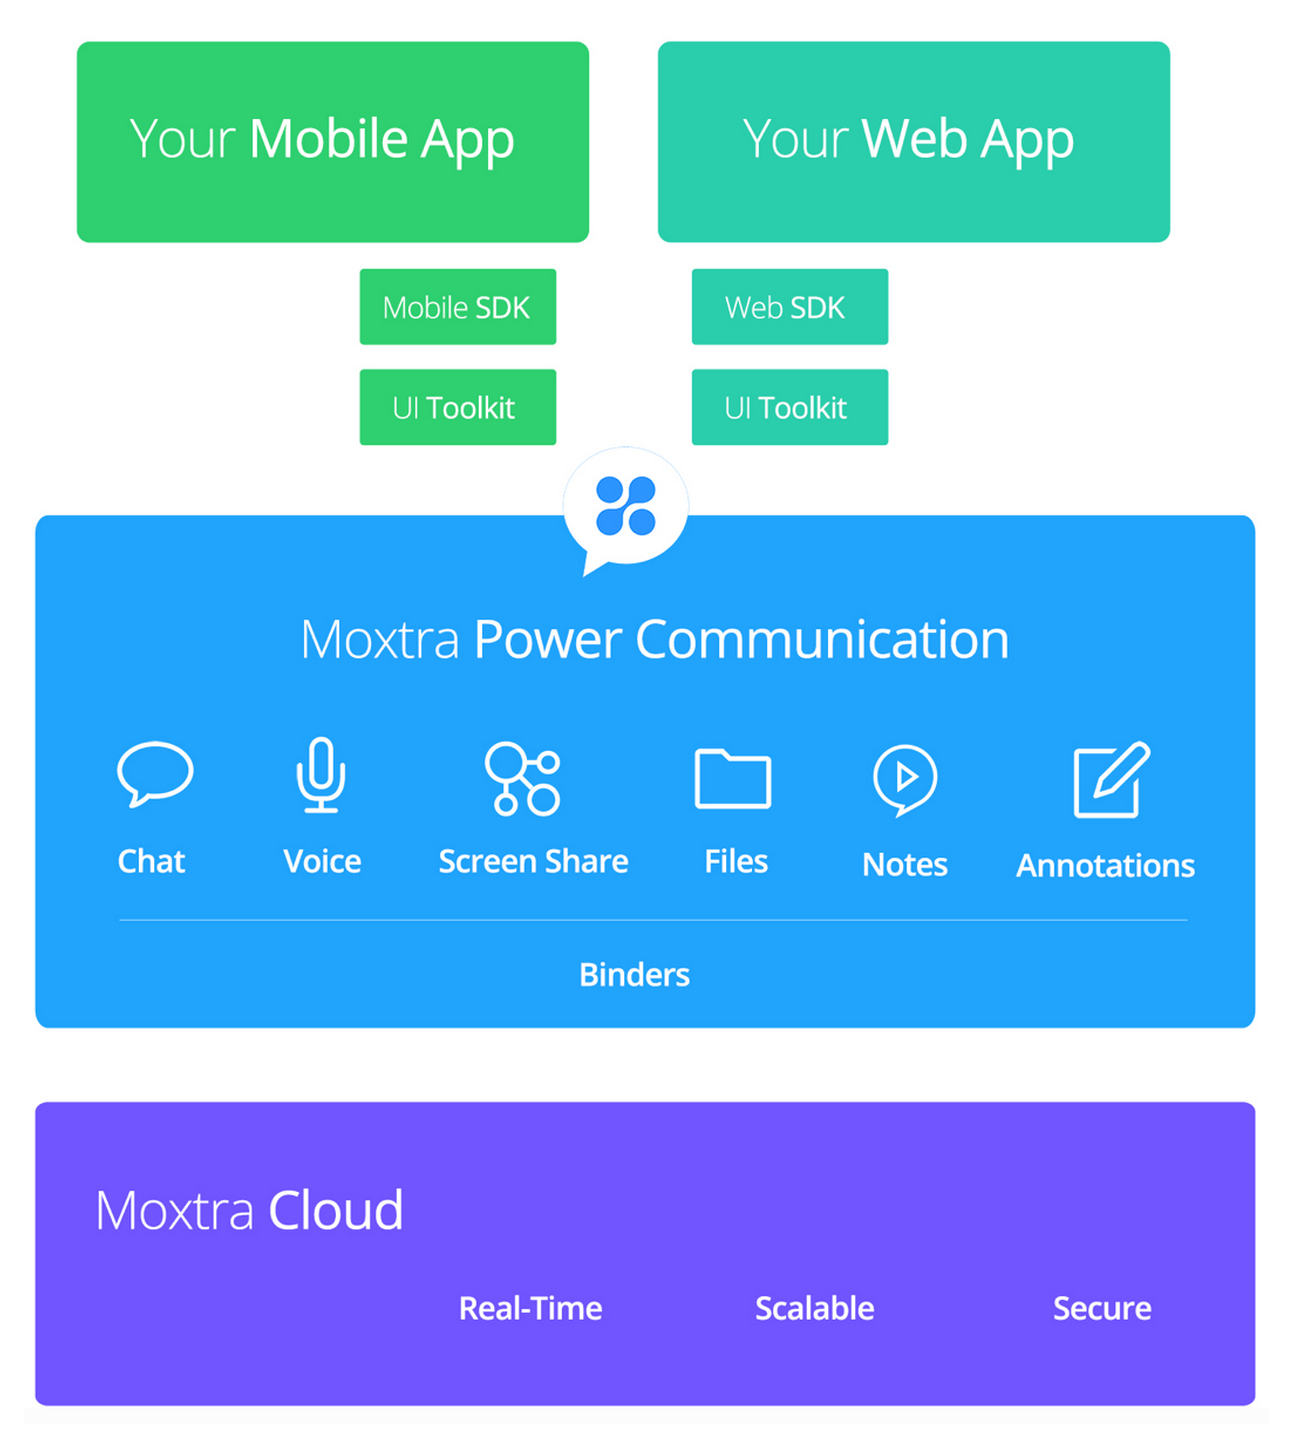 Your Mobile App
Your Web App
Mobile SDK
Web SDK
UI Toolkit
UI Toolkit
Moxtra Power Communication
Chat
Voice
Screen Share
Files
Notes
Annotations
Binders
Moxtra Cloud
Real-Time
Scalable
Secure